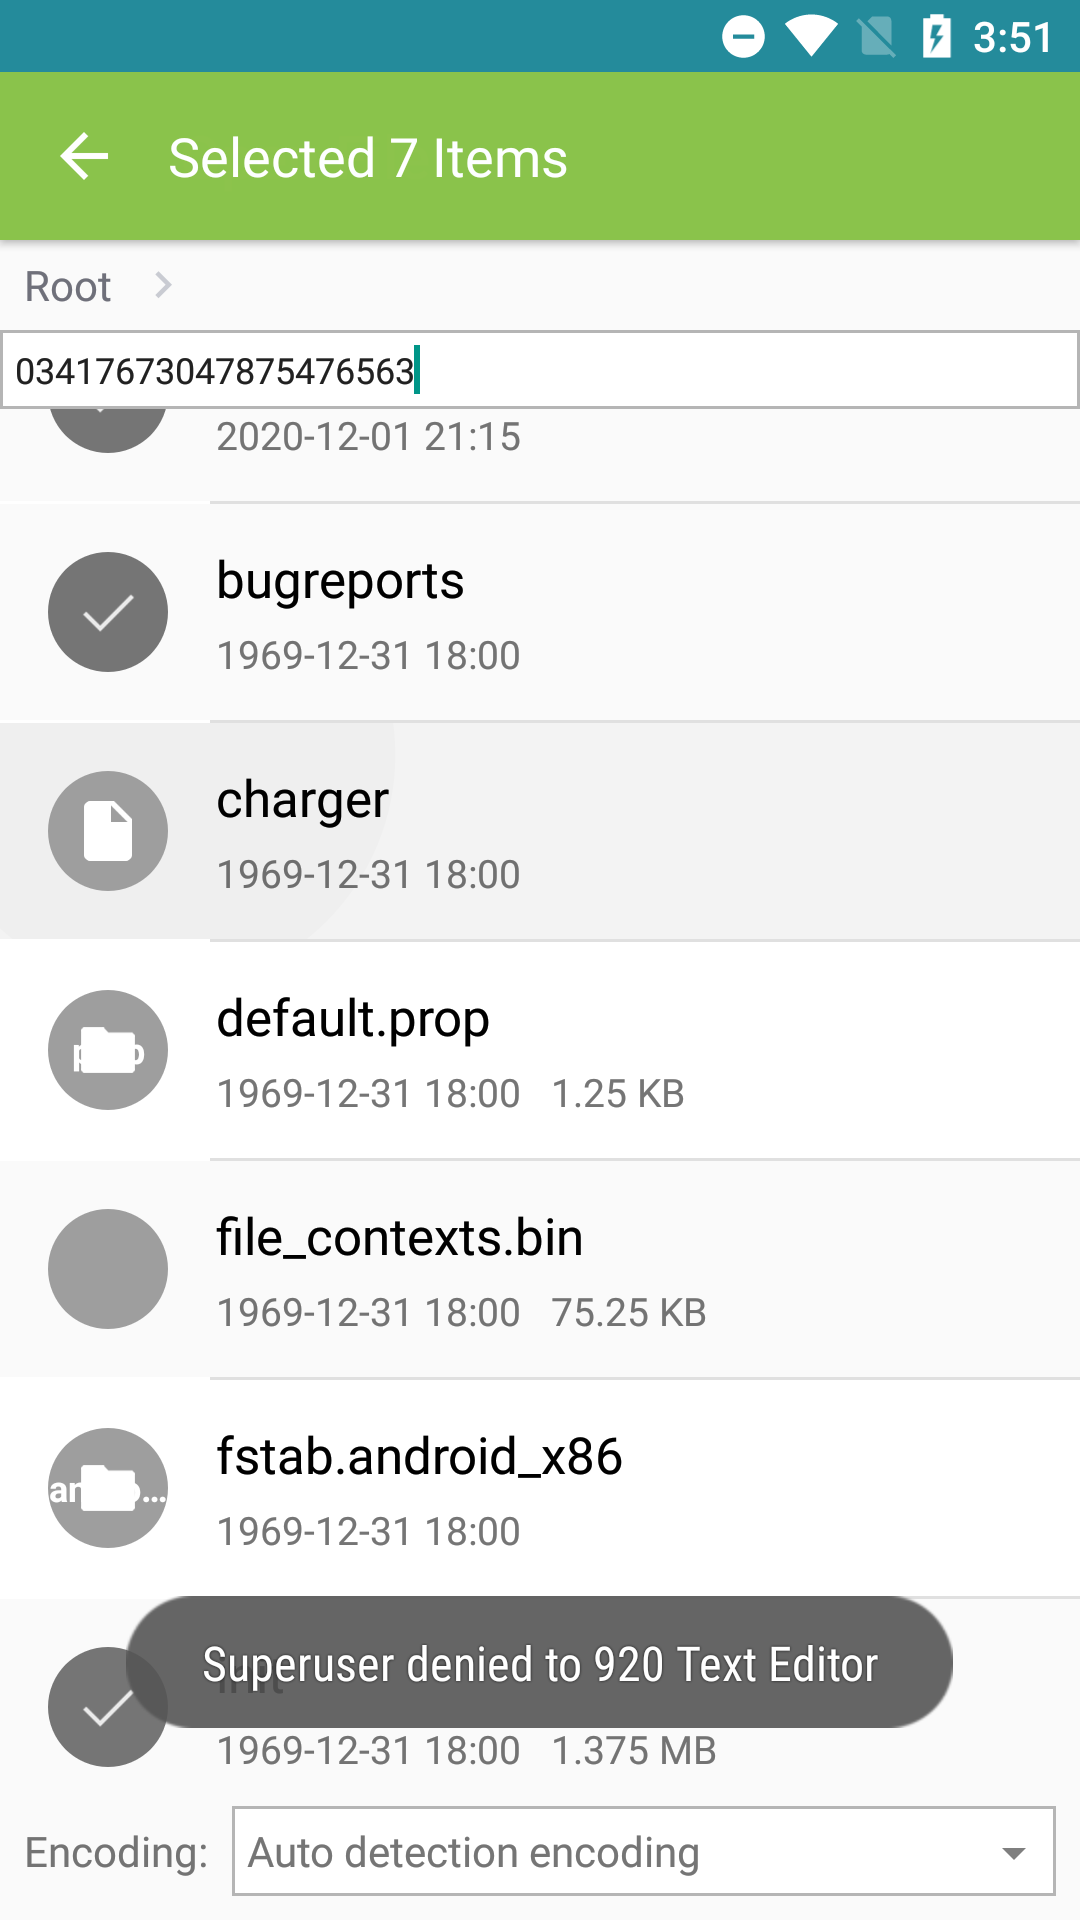 3:51
Selected 7 Items
Root
03417673047875476563
2020-12-01 21:15
bugreports
1969-12-31 18:00
charger
1969-12-31 18:00
default.prop
1969-12-31 18:00 1.25 KB
file_contexts.bin
1969-12-31 18:00 75.25 KB
fstab.android_x86
1969-12-31 18:00
Superuser denied to 920 Text Editor
1969-12-31 18:00 1.375 MB
Encoding: Auto detection encoding